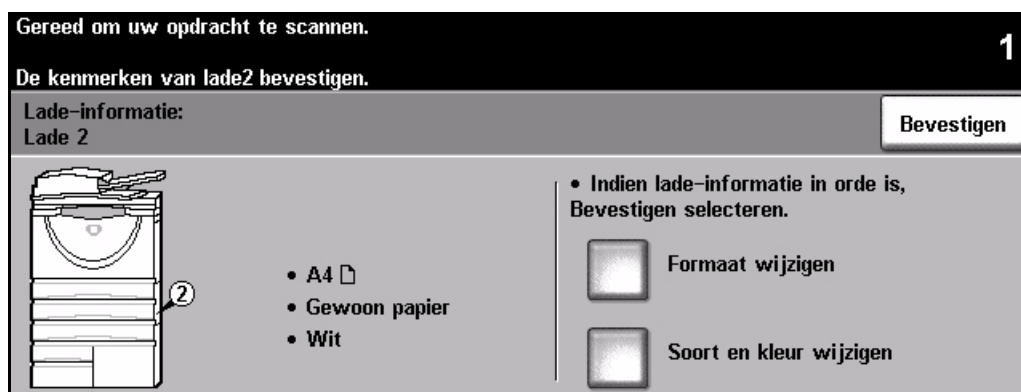 Gereed om uw opdracht te scannen.
1
De kenmerken van lade2 bevestigen.
Lade-informatie:
Lade 2
Bevestigen
2
• A4
• Gewoon papier
• Wit
• Indien lade-informatie in orde is,
Bevestigen selecteren.
Formaat wijzigen
Soort en kleur wijzigen